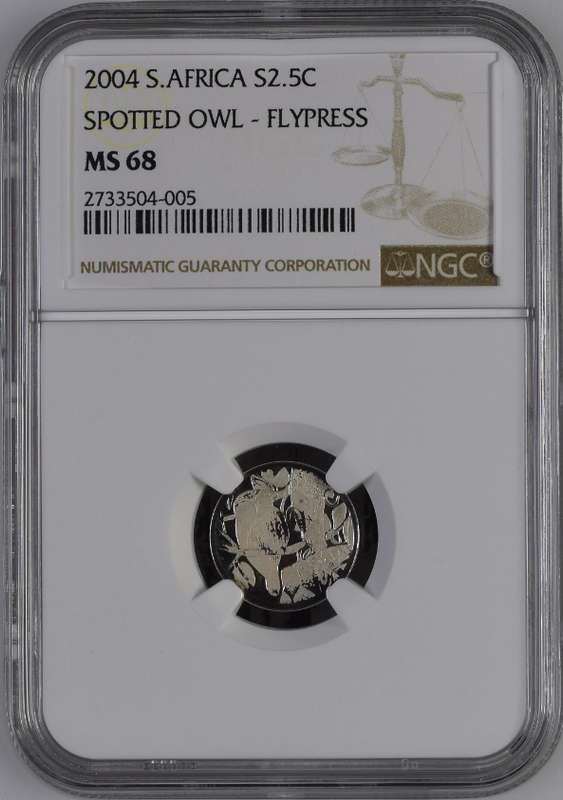 2004 S.AFRICA S2.5C
SPOTTED OWL - FLYPRESS
MS 68
2733504-005
NUMISMATIC GUARANTY CORPORATION
NGC®